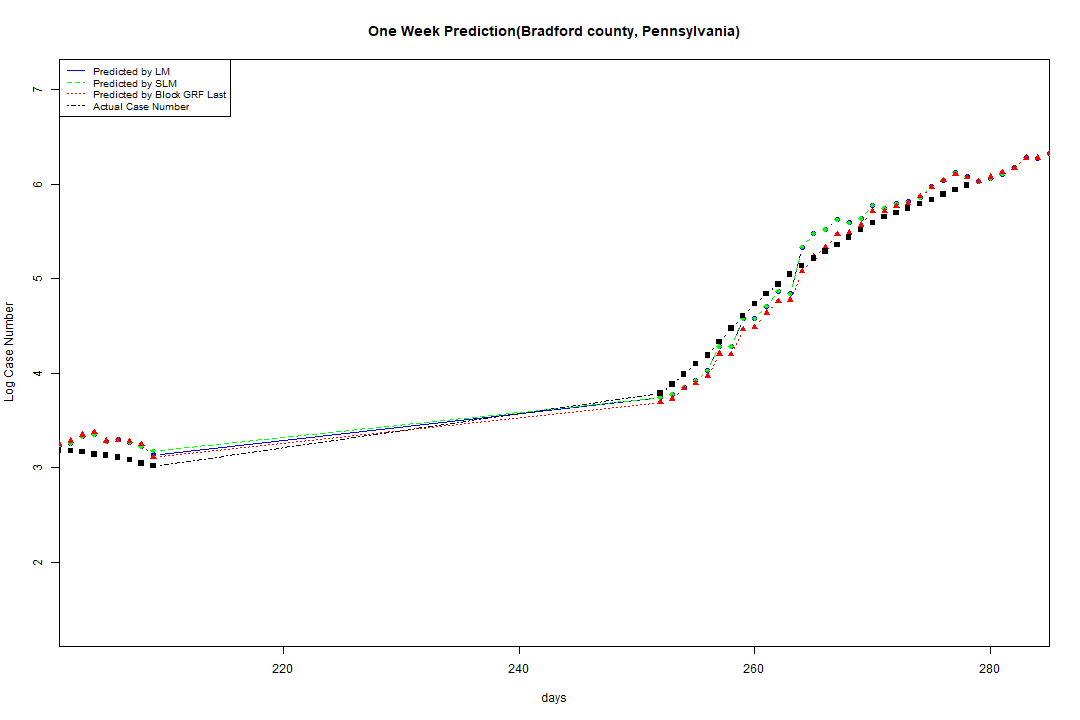 One Week Prediction(Bradford county, Pennsylvania)
Predicted by LM
Predicted by SLM
Predicted by Block GRF Last
Actual Case Number
7
6
5
4
3
2
Log Case Number
220 240 260 280
days